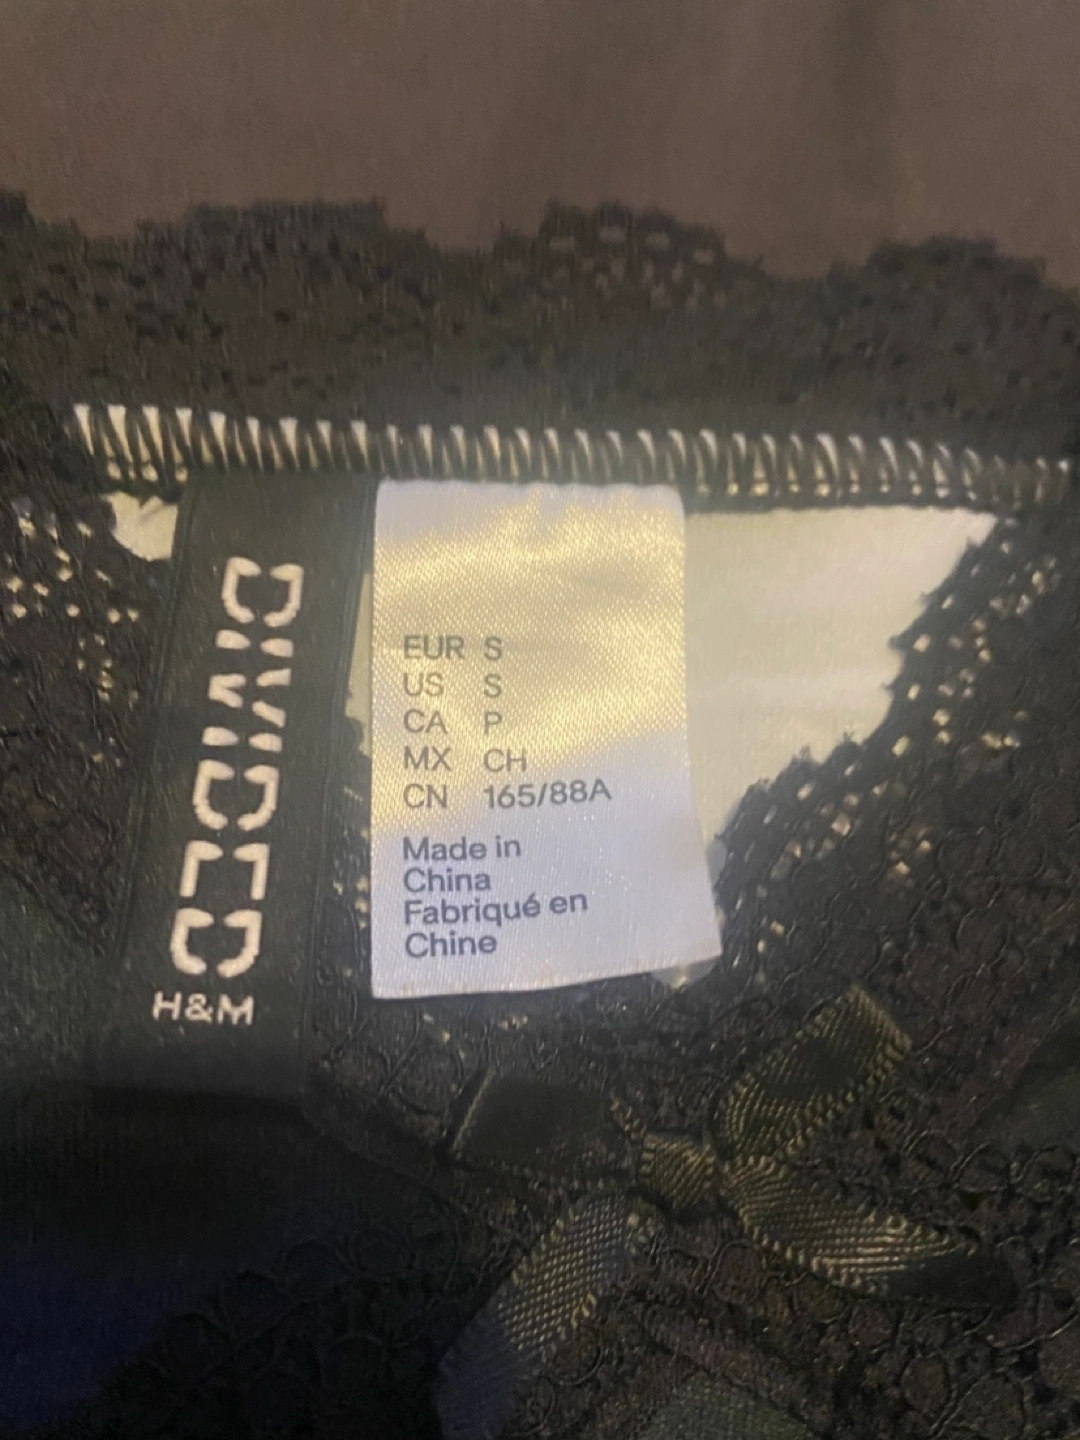 DIVIDED
H&M
EUR S
US S
CA P
MX CH
CN 165/88A
Made in
China
Fabriqué en
Chine